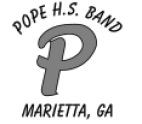 POPE H.S. BAND
P
MARIETTA, GA